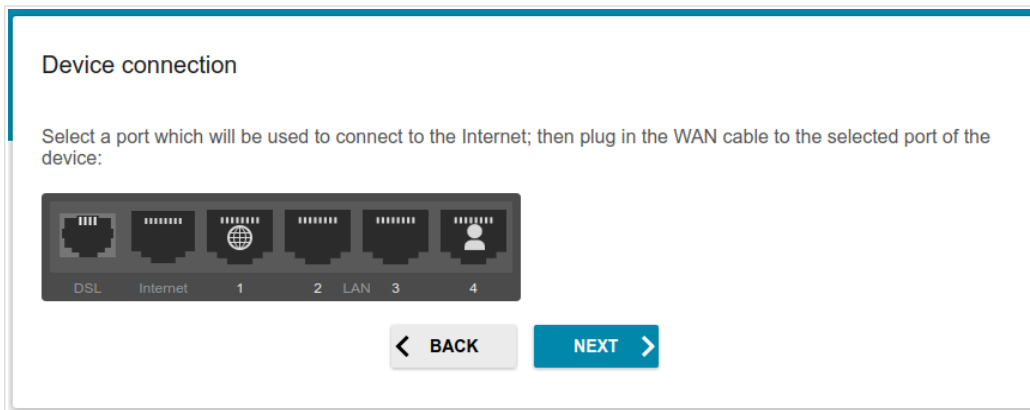 Device connection
Select a port which will be used to connect to the Internet; then plug in the WAN cable to the selected port of the
device:
DSL Internet 1 2 LAN 3 4
BACK NEXT